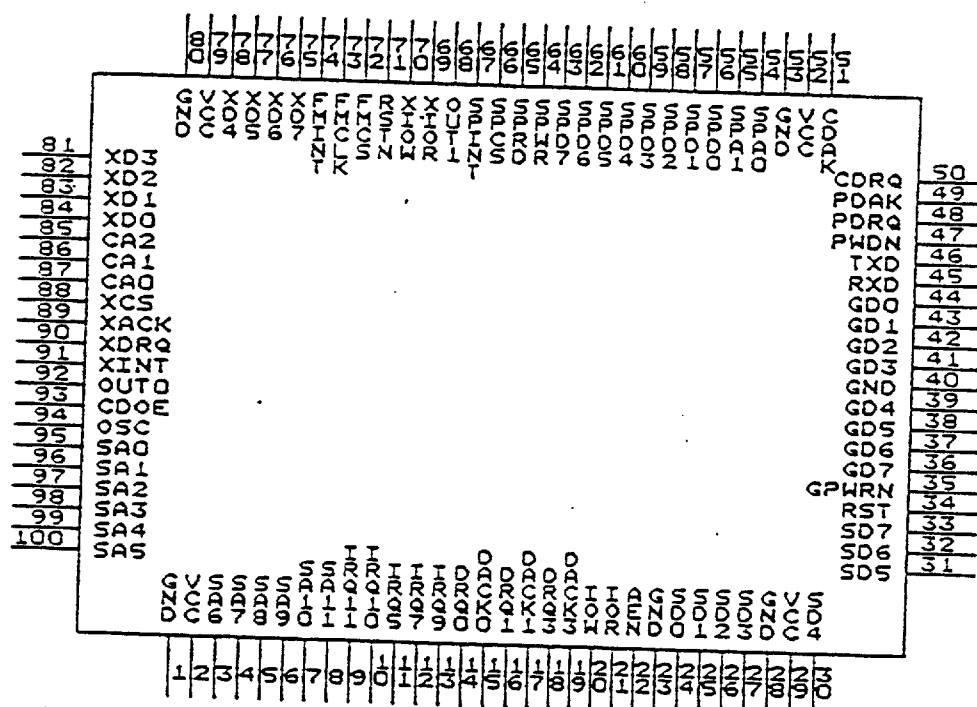 80 79 78 77 76 75 74 73 72 71 70 69 68 67 66 65 64 63 62 61 60 59 58 57 56 55 54 53 52 51
GND VCC XD4 XD5 XD6 XD7 FMINT FMCLK FMCS RSTN XIOW XIOR OUT1 SPINT SPCS SPRD SPWR SPD7 SPD6 SPD5 SPD4 SPD3 SPD2 SPD1 SPD0 SPA1 SPA0 GND VCC CDAK
81 XD3
82 XD2
83 XD1
84 XD0
85 CA2
86 CA1
87 CA0
88 XCS
89 XACK
90 XDRQ
91 XINT
92 OUT0
93 CDOE
94 OSC
95 SA0
96 SA1
97 SA2
98 SA3
99 SA4
100 SA5
CDRQ 50
PDAK 49
PDRQ 48
PWDN 47
TXD 46
RXD 45
GD0 44
GD1 43
GD2 42
GD3 41
GND 40
GD4 39
GD5 38
GD6 37
GD7 36
GPWRN 35
RST 34
SD7 33
SD6 32
SD5 31
GND VCC SA6 SA7 SA8 SA9 SA10 SA11 IRQ11 IRQ10 IRQ5 IRQ7 IRQ9 DRQ0 DACK0 DRQ1 DACK1 DRQ3 DACK3 IOW IOR AEN GND SD0 SD1 SD2 SD3 GND VCC SD4
1 2 3 4 5 6 7 8 9 10 11 12 13 14 15 16 17 18 19 20 21 22 23 24 25 26 27 28 29 30